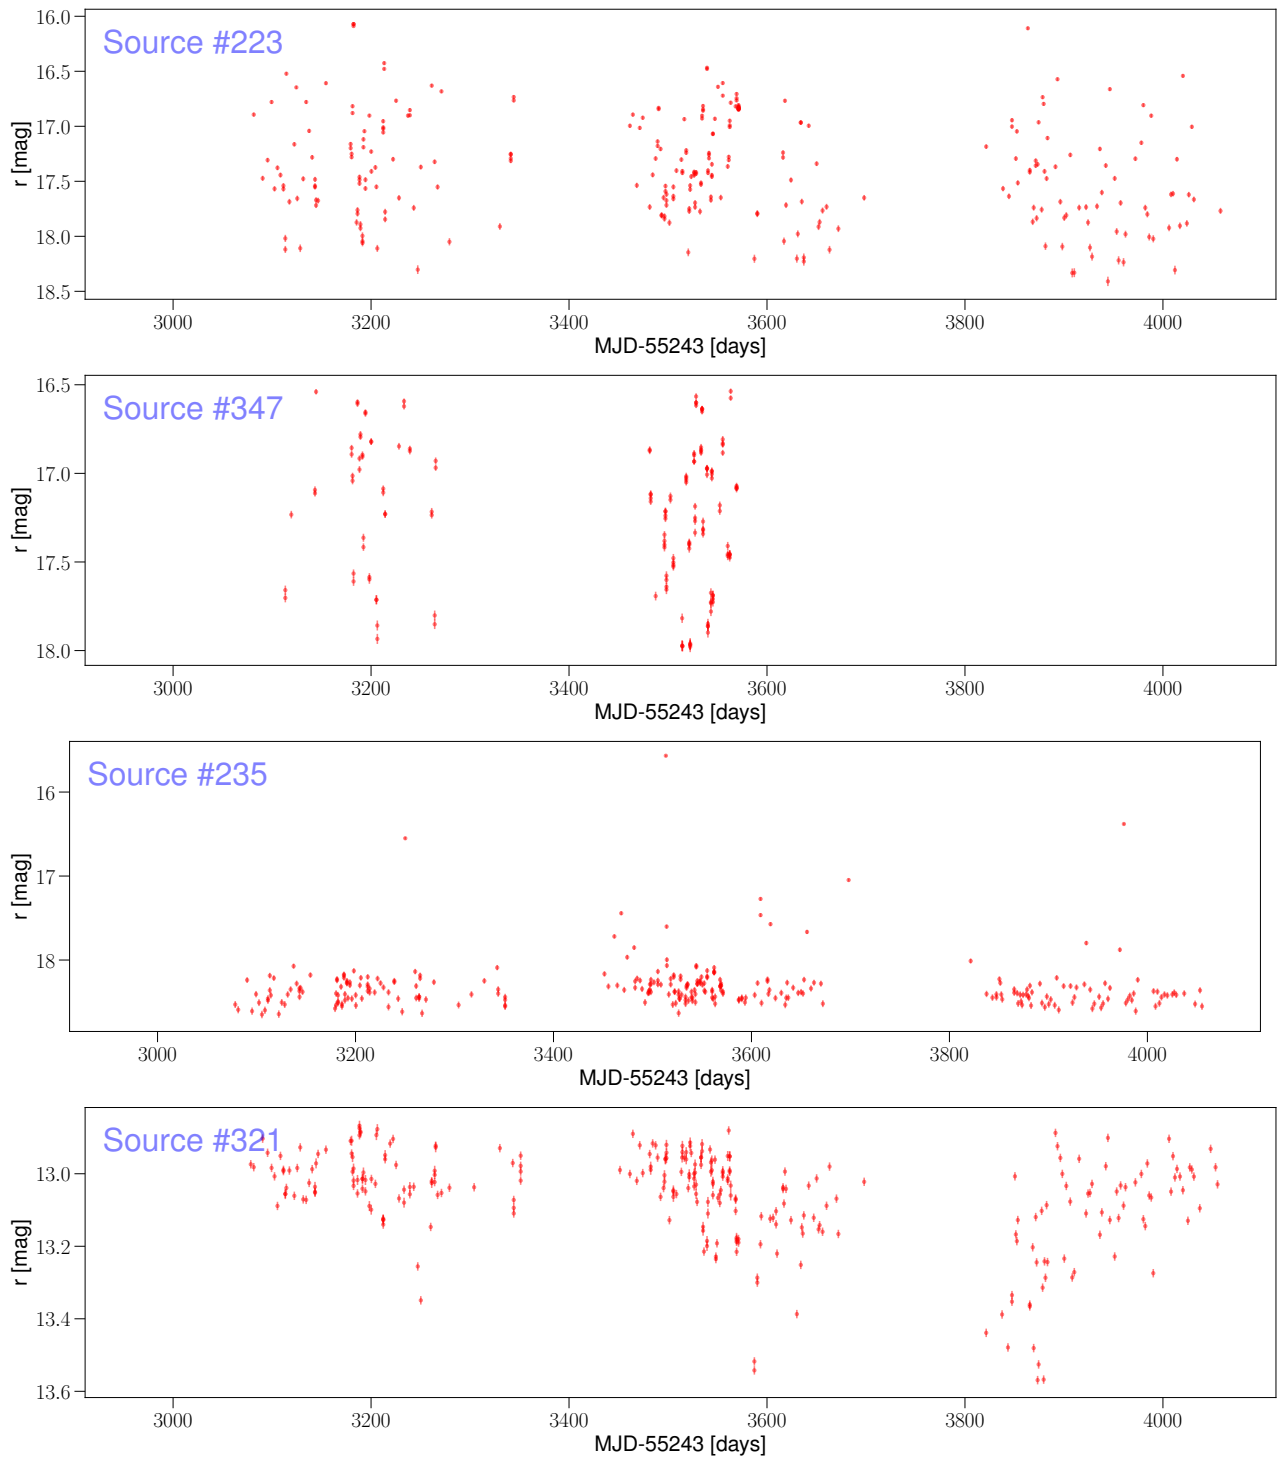 16.0
Source #223
16.5
17.0
17.5
18.0
18.5
r [mag]
3000 3200 3400 3600 3800 4000
MJD-55243 [days]
16.5
Source #347
17.0
17.5
18.0
r [mag]
3000 3200 3400 3600 3800 4000
MJD-55243 [days]
Source #235
16
17
18
r [mag]
3000 3200 3400 3600 3800 4000
MJD-55243 [days]
Source #321
13.0
13.2
13.4
13.6
r [mag]
3000 3200 3400 3600 3800 4000
MJD-55243 [days]